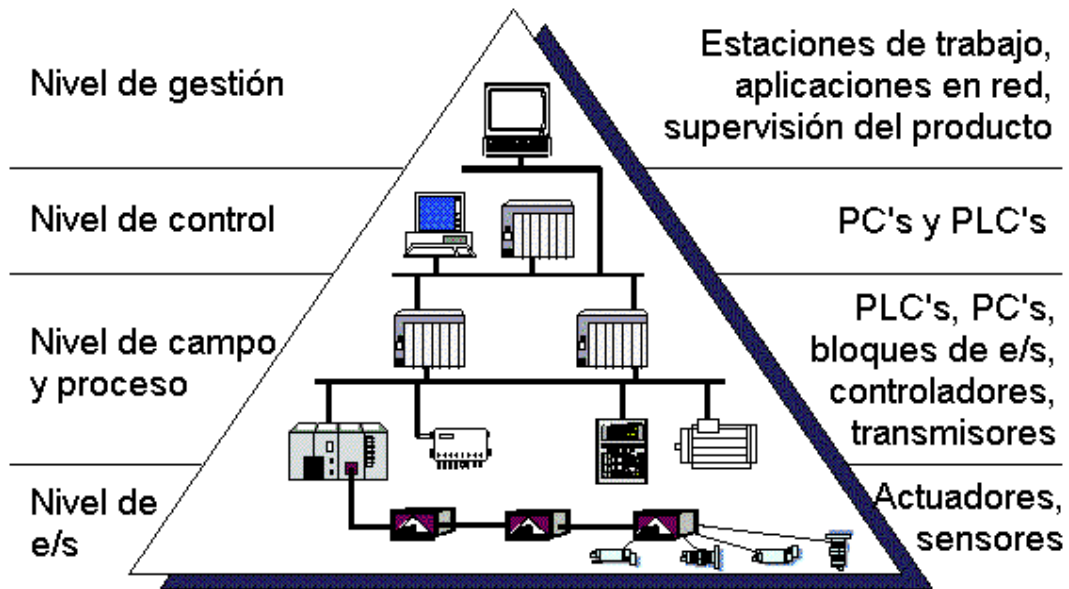 Nivel de gestión
Estaciones de trabajo,
aplicaciones en red,
supervisión del producto
Nivel de control
PC's y PLC's
Nivel de campo
y proceso
PLC's, PC's,
bloques de e/s,
controladores,
transmisores
Nivel de
e/s
Actuadores,
sensores